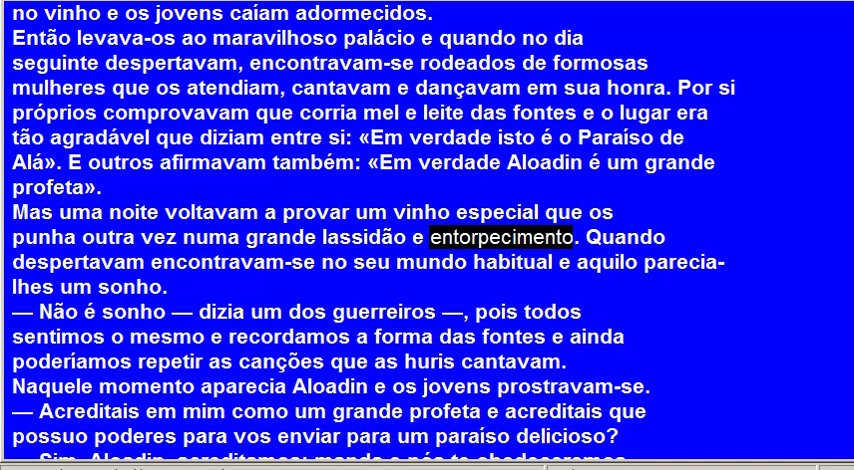 no vinho e os jovens caíam adormecidos.
Então levava-os ao maravilhoso palácio e quando no dia
seguinte despertavam, encontravam-se rodeados de formosas
mulheres que os atendiam, cantavam e dançavam em sua honra. Por si
próprios comprovavam que corria mel e leite das fontes e o lugar era
tão agradável que diziam entre si: «Em verdade isto é o Paraíso de
Alá». E outros afirmavam também: «Em verdade Aloadin é um grande
profeta».
Mas uma noite voltavam a provar um vinho especial que os
punha outra vez numa grande lassidão e entorpecimento. Quando
despertavam encontravam-se no seu mundo habitual e aquilo parecia-
lhes um sonho.
— Não é sonho — dizia um dos guerreiros —, pois todos
sentimos o mesmo e recordamos a forma das fontes e ainda
poderíamos repetir as canções que as huris cantavam.
Naquele momento aparecia Aloadin e os jovens prostravam-se.
— Acreditais em mim como um grande profeta e acreditais que
possuo poderes para vos enviar para um paraíso delicioso?
— Sim, Aloadin, acreditamos; manda e nós te obedeceremos